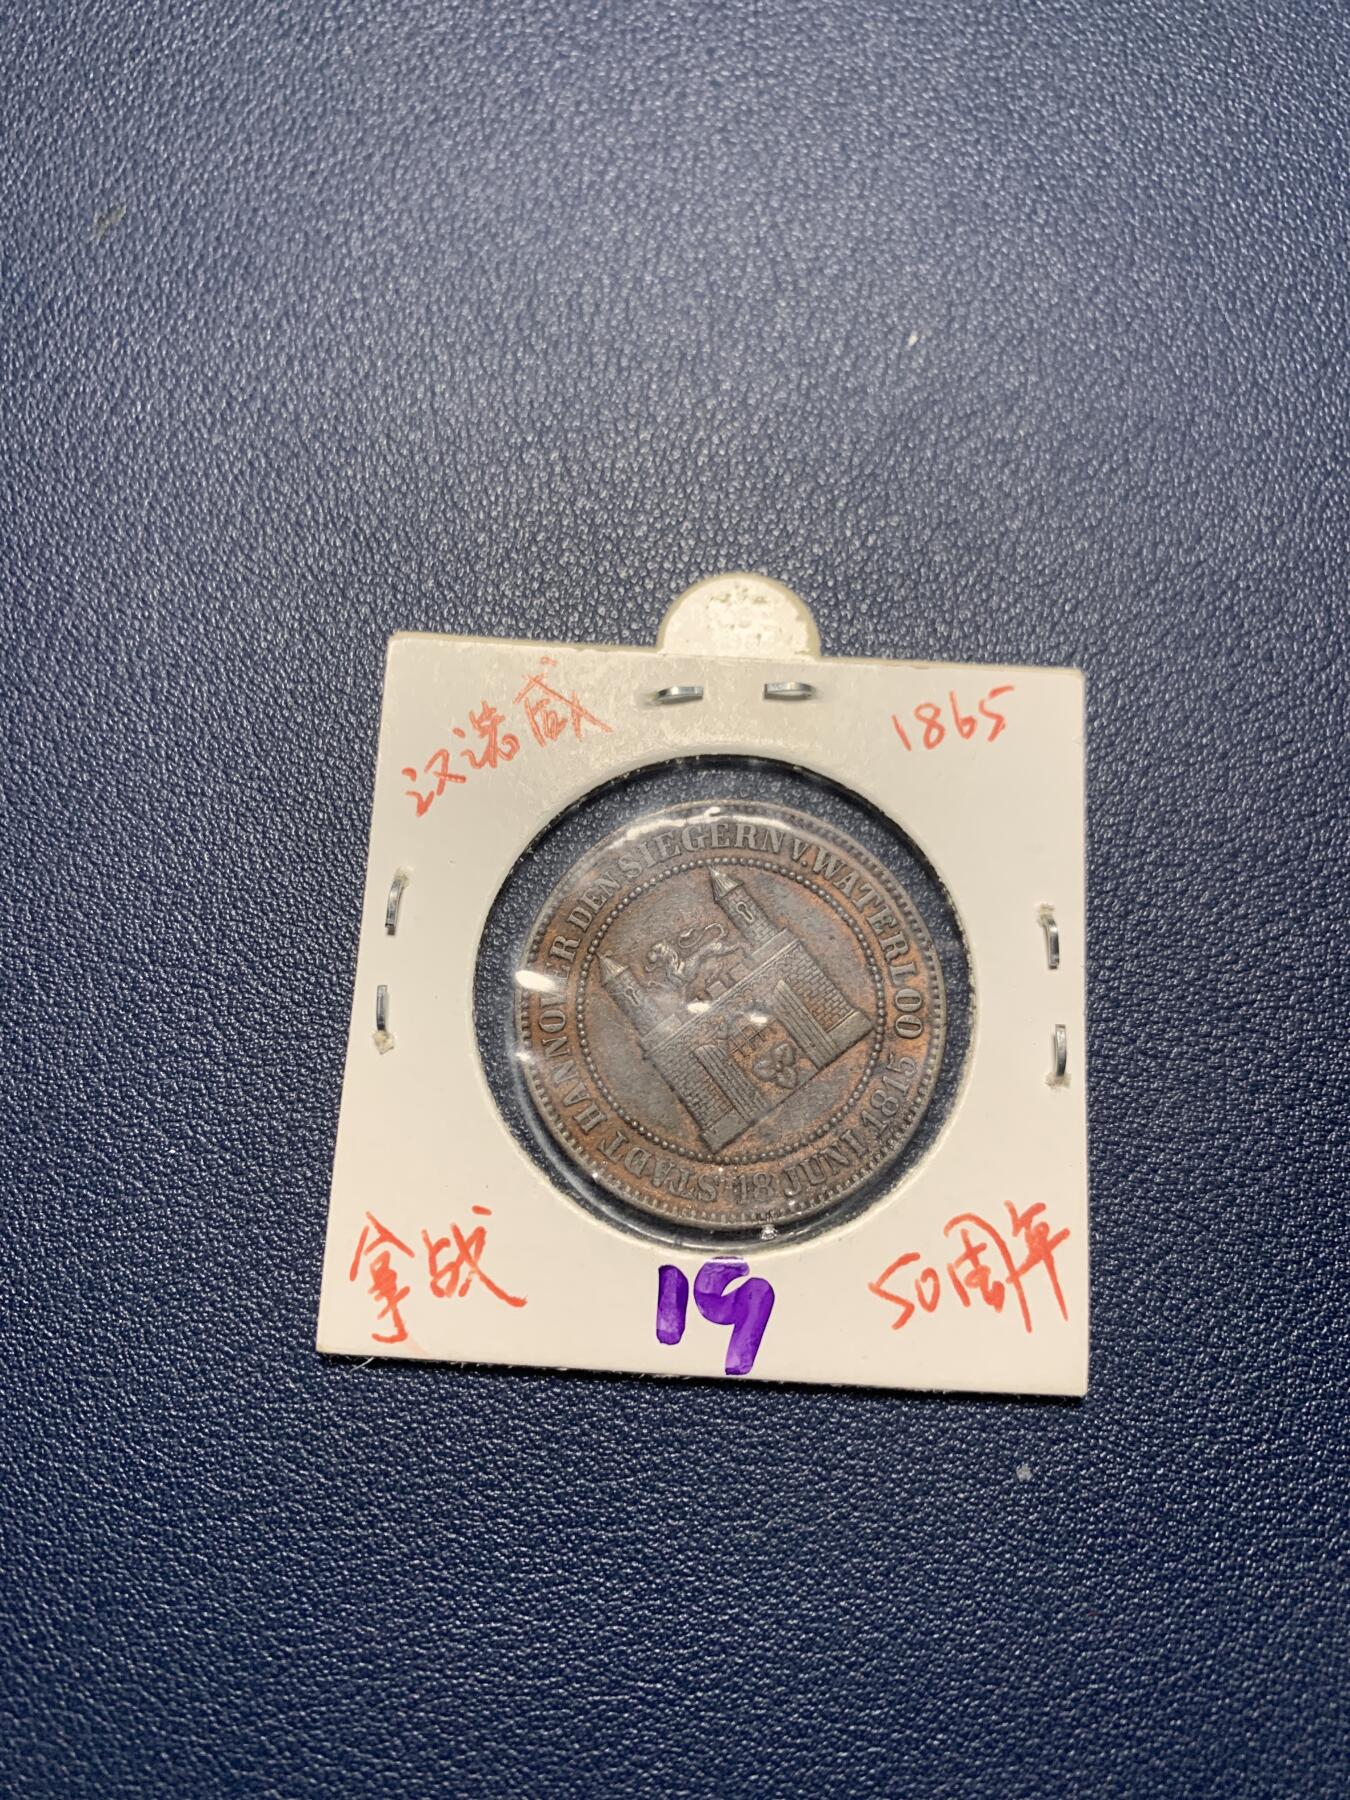 汉诺威
1865
STADT HANNOVER DEN SIEGERN V. WATERLOO
18 JUNI 1815
拿战
50周年
19